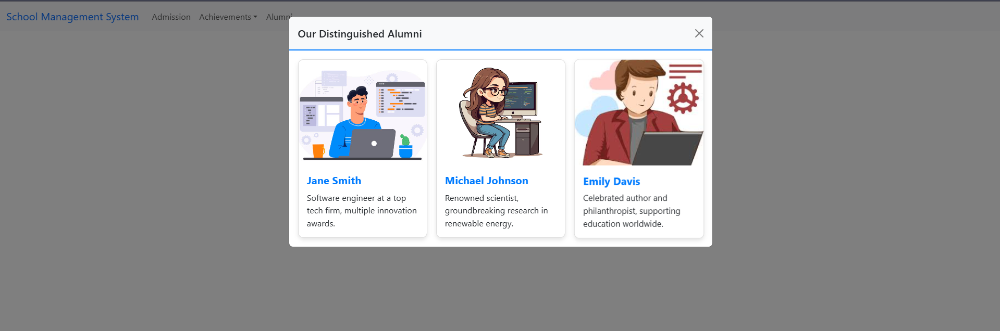 School Management System Admission Achievements Alumni
Our Distinguished Alumni
Jane Smith
Software engineer at a top
tech firm, multiple innovation
awards.
Michael Johnson
Renowned scientist,
groundbreaking research in
renewable energy.
Emily Davis
Celebrated author and
philanthropist, supporting
education worldwide.